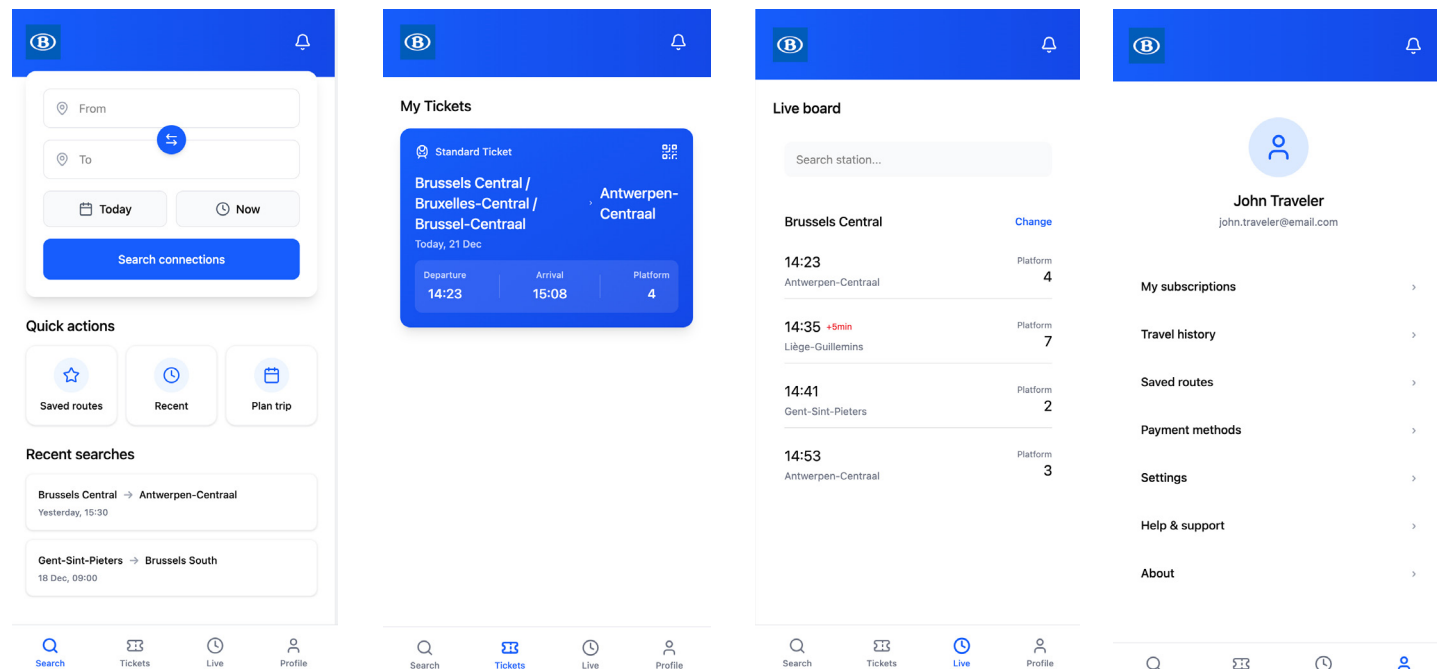 B
From
To
Today
Now
Search connections
Quick actions
Saved routes
Recent
Plan trip
Recent searches
Brussels Central → Antwerpen-Centraal
Yesterday, 15:30
Gent-Sint-Pieters → Brussels South
18 Dec, 09:00
Search
Tickets
Live
Profile
B
My Tickets
Standard Ticket
Brussels Central /
Bruxelles-Central /
Brussel-Centraal
› Antwerpen-
Centraal
Today, 21 Dec
Departure
14:23
Arrival
15:08
Platform
4
Search
Tickets
Live
Profile
B
Live board
Search station...
Brussels Central
Change
14:23
Antwerpen-Centraal
Platform
4
14:35 +5min
Liège-Guillemins
Platform
7
14:41
Gent-Sint-Pieters
Platform
2
14:53
Antwerpen-Centraal
Platform
3
Search
Tickets
Live
Profile
B
John Traveler
john.traveler@email.com
My subscriptions ›
Travel history ›
Saved routes ›
Payment methods ›
Settings ›
Help & support ›
About ›